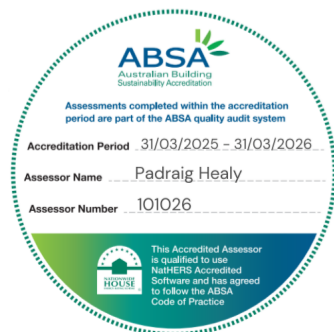 ABSA
Australian Building
Sustainability Accreditation
Assessments completed within the accreditation
period are part of the ABSA quality audit system
Accreditation Period 31/03/2025 - 31/03/2026
Assessor Name Padraig Healy
Assessor Number 101026
This Accredited Assessor
is qualified to use
NatHERS Accredited
Software and has agreed
to follow the ABSA
Code of Practice
NATIONWIDE
HOUSE